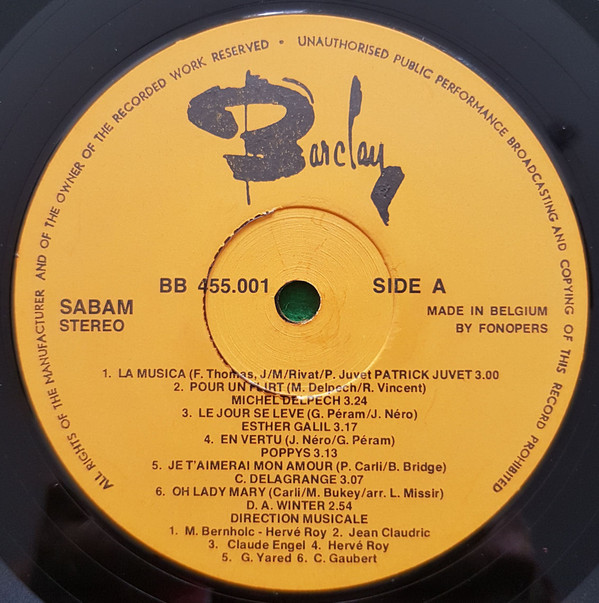 ALL RIGHTS OF THE MANUFACTURER AND OF THE OWNER OF THE RECORDED WORK RESERVED • UNAUTHORISED PUBLIC PERFORMANCE BROADCASTING AND COPYING OF THIS RECORD PROHIBITED
Barclay
BB 455.001
SIDE A
SABAM
STEREO
MADE IN BELGIUM
BY FONOPERS
1. LA MUSICA (F. Thomas, J/M/Rivat/P. Juvet PATRICK JUVET 3.00
2. POUR UN FLIRT (M. Delpech/R. Vincent)
MICHEL DELPECH 3.24
3. LE JOUR SE LEVE (G. Péram/J. Néro)
ESTHER GALIL 3.17
4. EN VERTU (J. Néro/G. Péram)
POPPYS 3.13
5. JE T'AIMERAI MON AMOUR (P. Carli/B. Bridge)
C. DELAGRANGE 3.07
6. OH LADY MARY (Carli/M. Bukey/arr. L. Missir)
D. A. WINTER 2.54
DIRECTION MUSICALE
1. M. Bernholc - Hervé Roy 2. Jean Claudric
3. Claude Engel 4. Hervé Roy
5. G. Yared 6. C. Gaubert